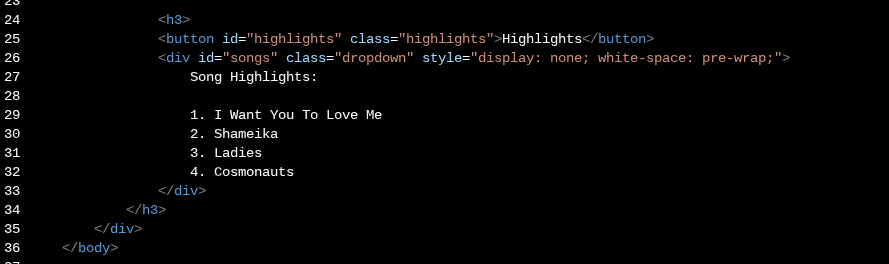 23
24 <h3>
25 <button id="highlights" class="highlights">Highlights</button>
26 <div id="songs" class="dropdown" style="display: none; white-space: pre-wrap;">
27 Song Highlights:
28
29 1. I Want You To Love Me
30 2. Shameika
31 3. Ladies
32 4. Cosmonauts
33 </div>
34 </h3>
35 </div>
36 </body>